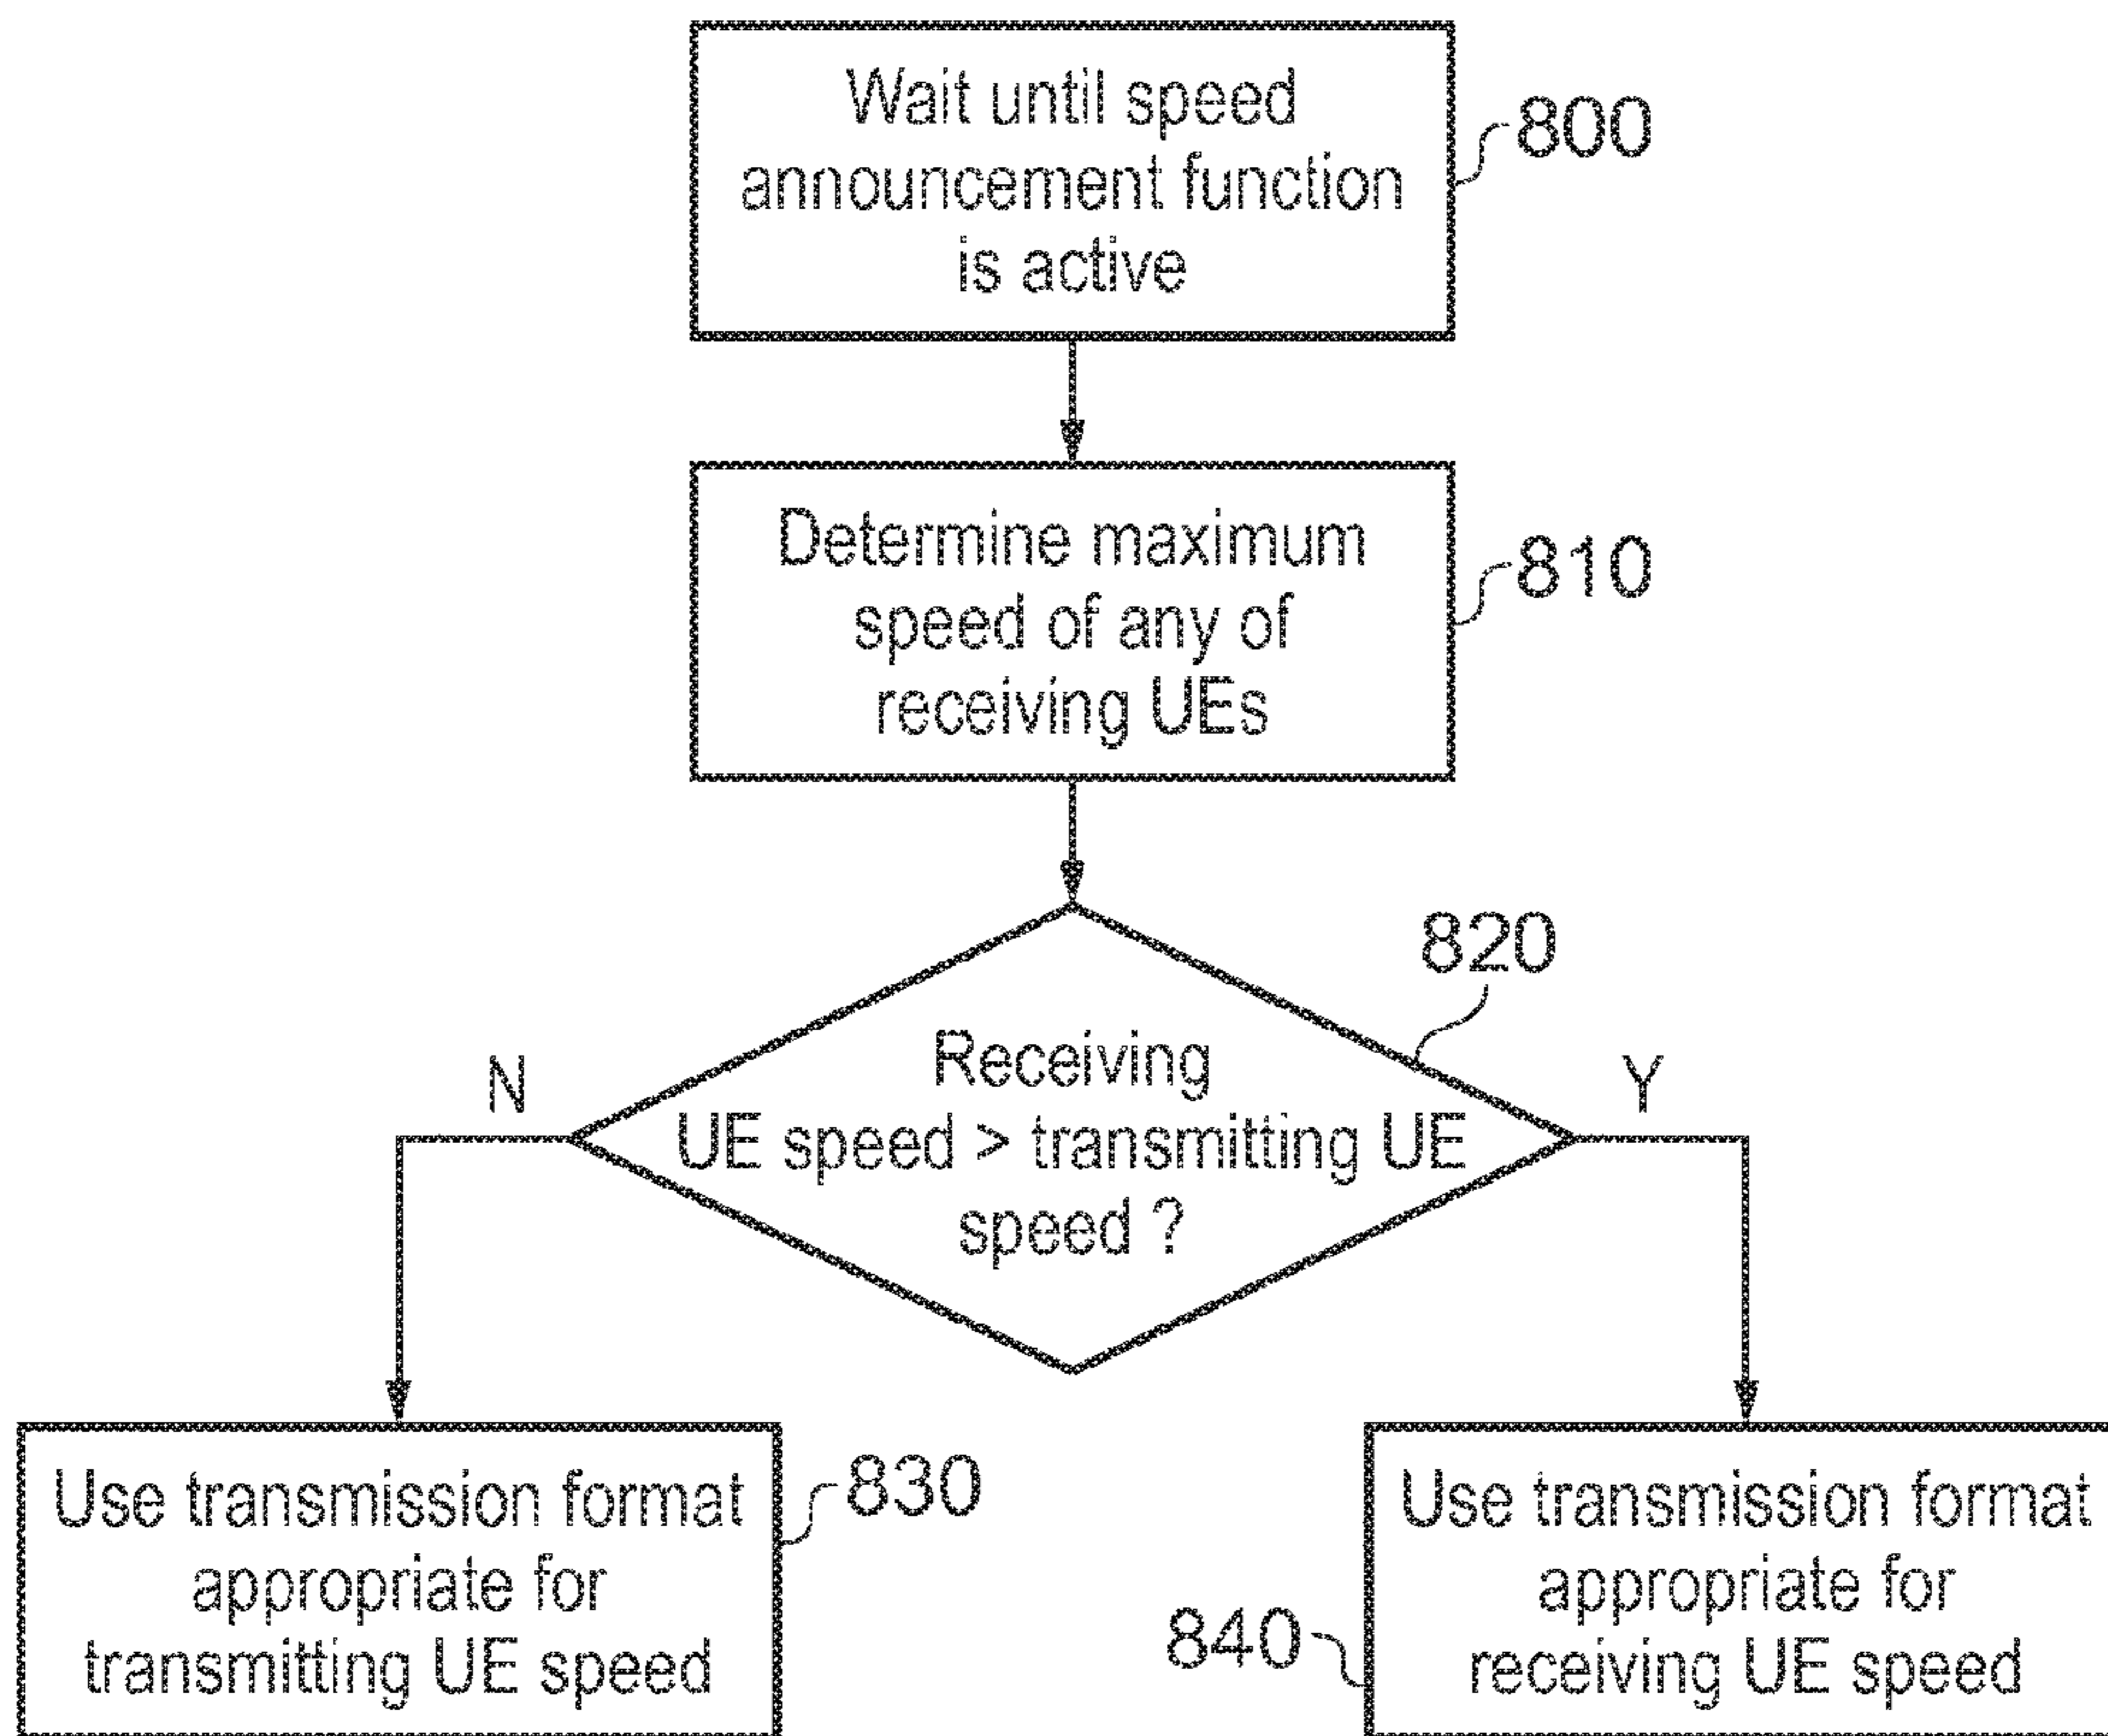 Wait until speed
announcement function
is active
800
Determine maximum
speed of any of
receiving UEs
810
820
Receiving
UE speed > transmitting UE
speed ?
N
Y
Use transmission format
appropriate for
transmitting UE speed
830
Use transmission format
appropriate for
receiving UE speed
840